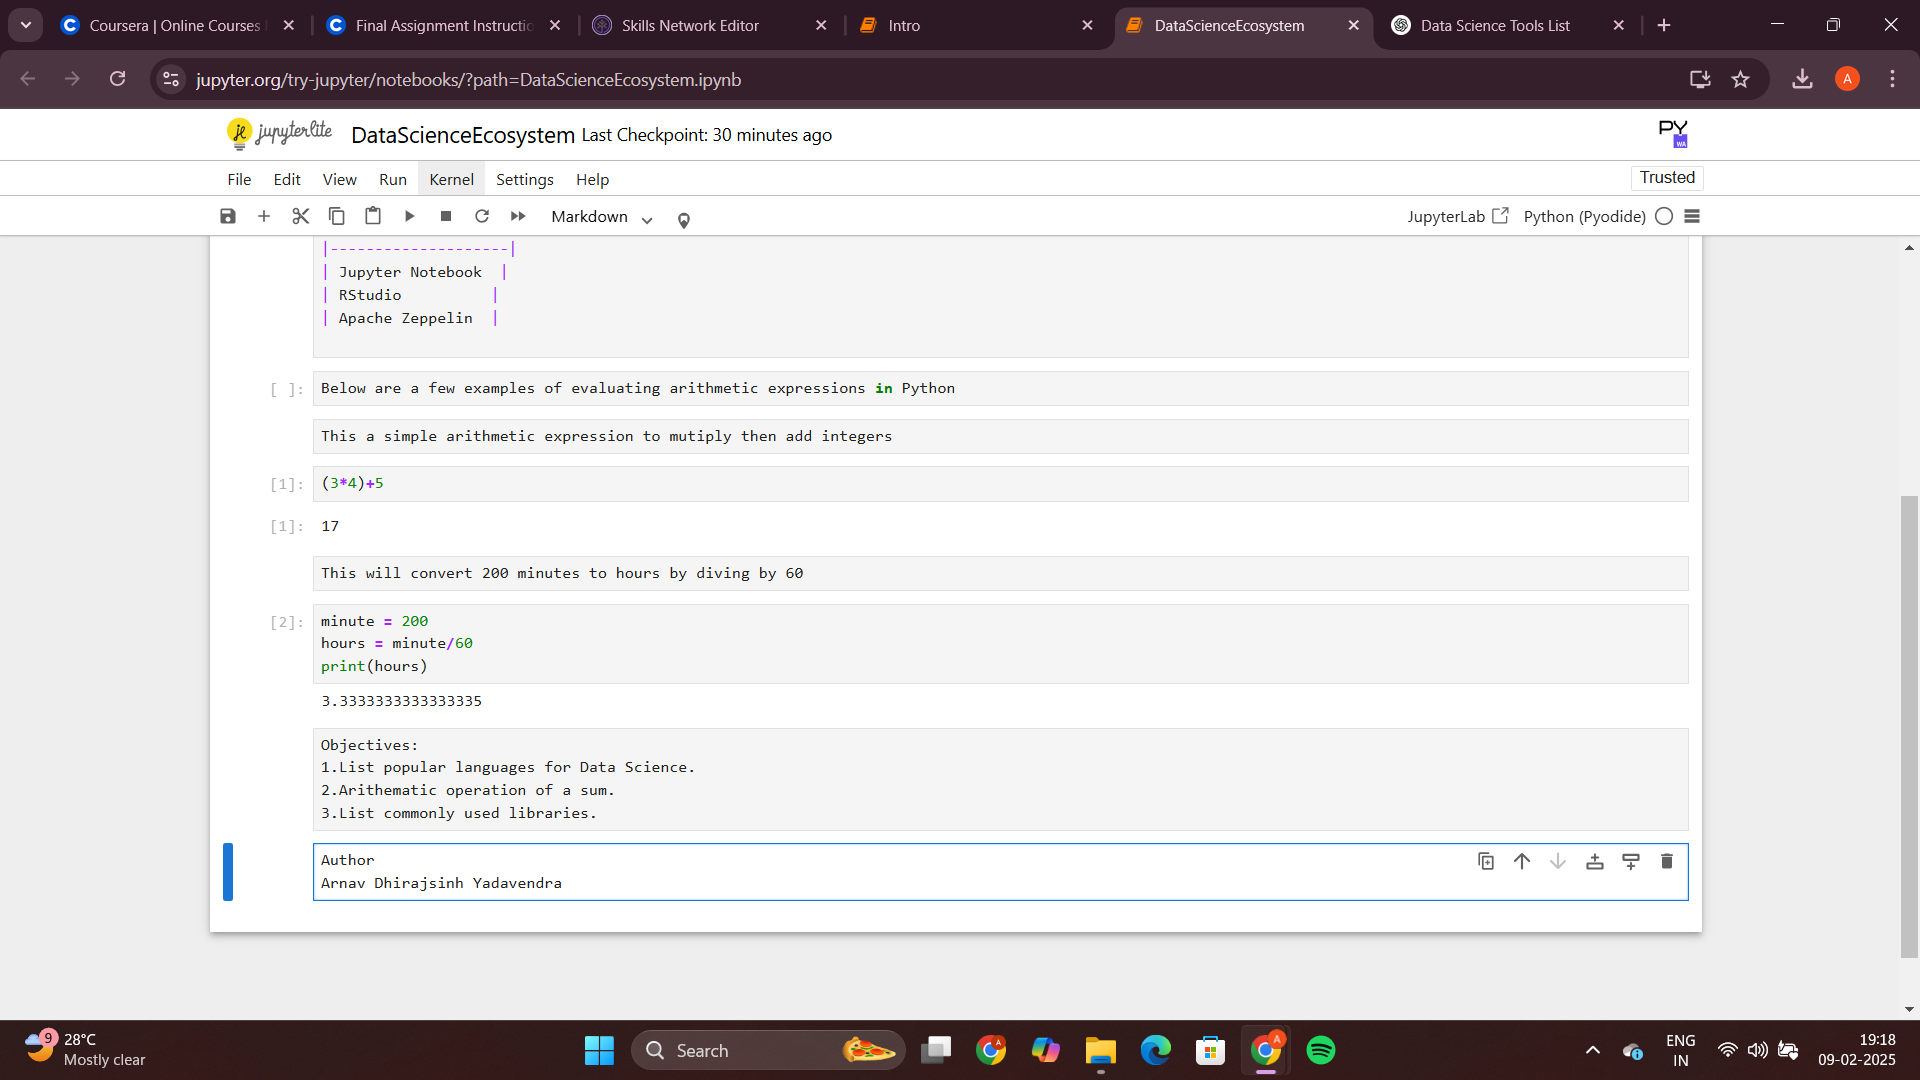 Coursera | Online Courses
Final Assignment Instructio
Skills Network Editor
Intro
DataScienceEcosystem
Data Science Tools List
jupyter.org/try-jupyter/notebooks/?path=DataScienceEcosystem.ipynb
A
jupyterlite
DataScienceEcosystem Last Checkpoint: 30 minutes ago
PY
WA
File Edit View Run Kernel Settings Help
Trusted
Markdown
JupyterLab
Python (Pyodide)
|--------------------|
| Jupyter Notebook |
| RStudio |
| Apache Zeppelin |
[ ]: Below are a few examples of evaluating arithmetic expressions in Python
This a simple arithmetic expression to mutiply then add integers
[1]: (3*4)+5
[1]: 17
This will convert 200 minutes to hours by diving by 60
[2]: minute = 200
hours = minute/60
print(hours)
3.3333333333333335
Objectives:
1.List popular languages for Data Science.
2.Arithematic operation of a sum.
3.List commonly used libraries.
Author
Arnav Dhirajsinh Yadavendra
9
28°C
Mostly clear
Search
A
A
ENG
IN
19:18
09-02-2025